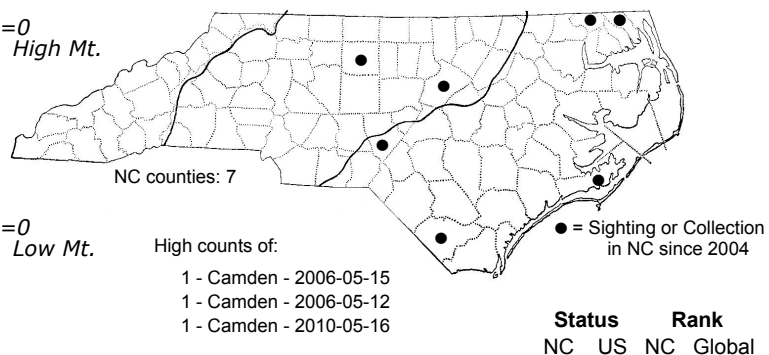 =0
High Mt.
NC counties: 7
=0
Low Mt.
High counts of:
1 - Camden - 2006-05-15
1 - Camden - 2006-05-12
1 - Camden - 2010-05-16
● = Sighting or Collection
in NC since 2004
Status Rank
NC US NC Global